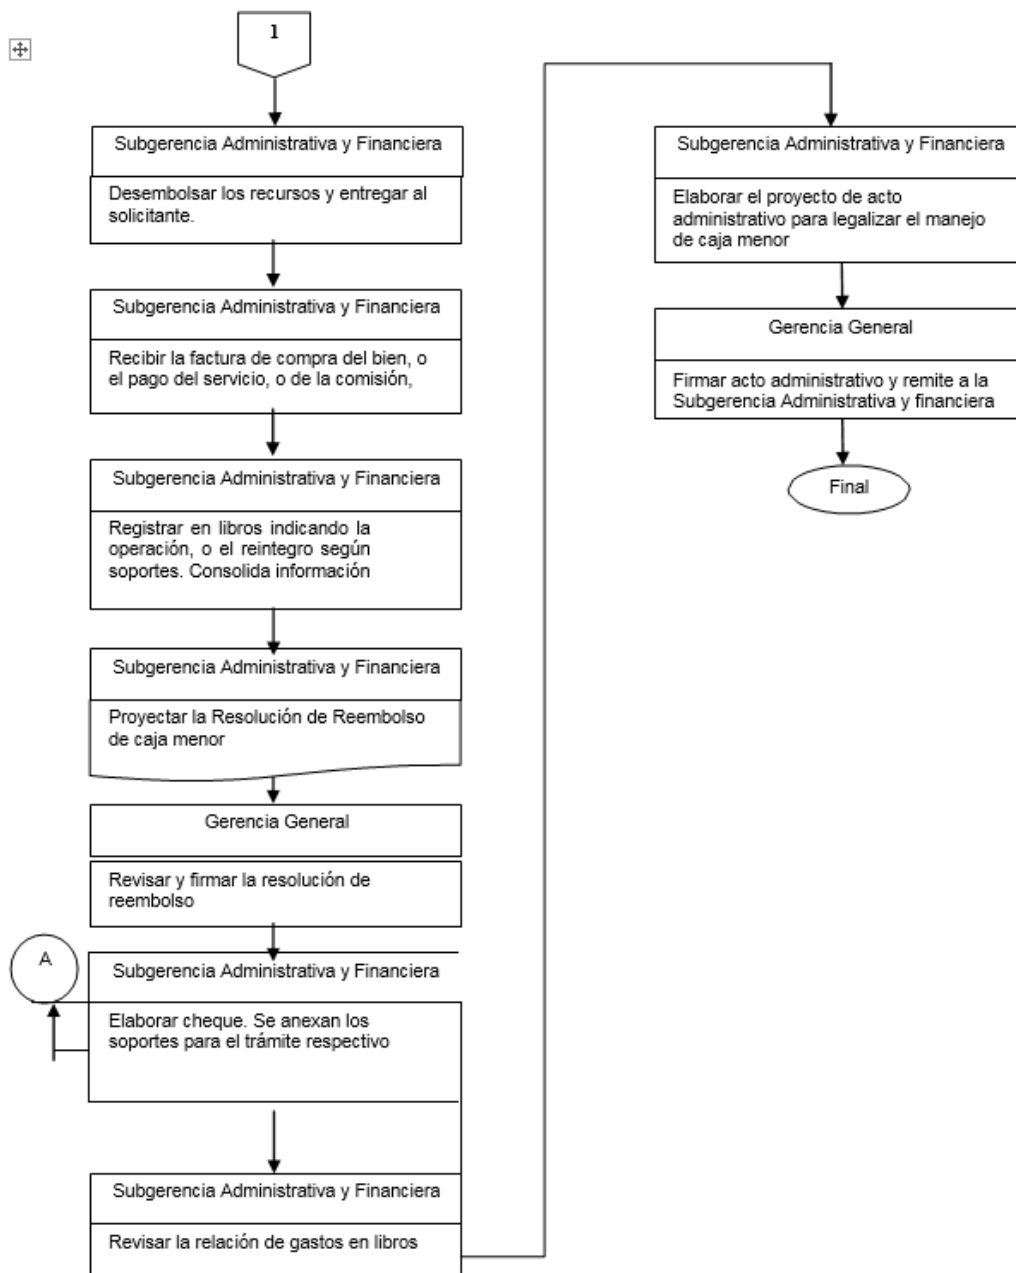 1
Subgerencia Administrativa y Financiera
Desembolsar los recursos y entregar al
solicitante.
Subgerencia Administrativa y Financiera
Recibir la factura de compra del bien, o
el pago del servicio, o de la comisión,
Subgerencia Administrativa y Financiera
Registrar en libros indicando la
operación, o el reintegro según
soportes. Consolida información
Subgerencia Administrativa y Financiera
Proyectar la Resolución de Reembolso
de caja menor
Gerencia General
Revisar y firmar la resolución de
reembolso
A
Subgerencia Administrativa y Financiera
Elaborar cheque. Se anexan los
soportes para el trámite respectivo
Subgerencia Administrativa y Financiera
Revisar la relación de gastos en libros
Subgerencia Administrativa y Financiera
Elaborar el proyecto de acto
administrativo para legalizar el manejo
de caja menor
Gerencia General
Firmar acto administrativo y remite a la
Subgerencia Administrativa y financiera
Final